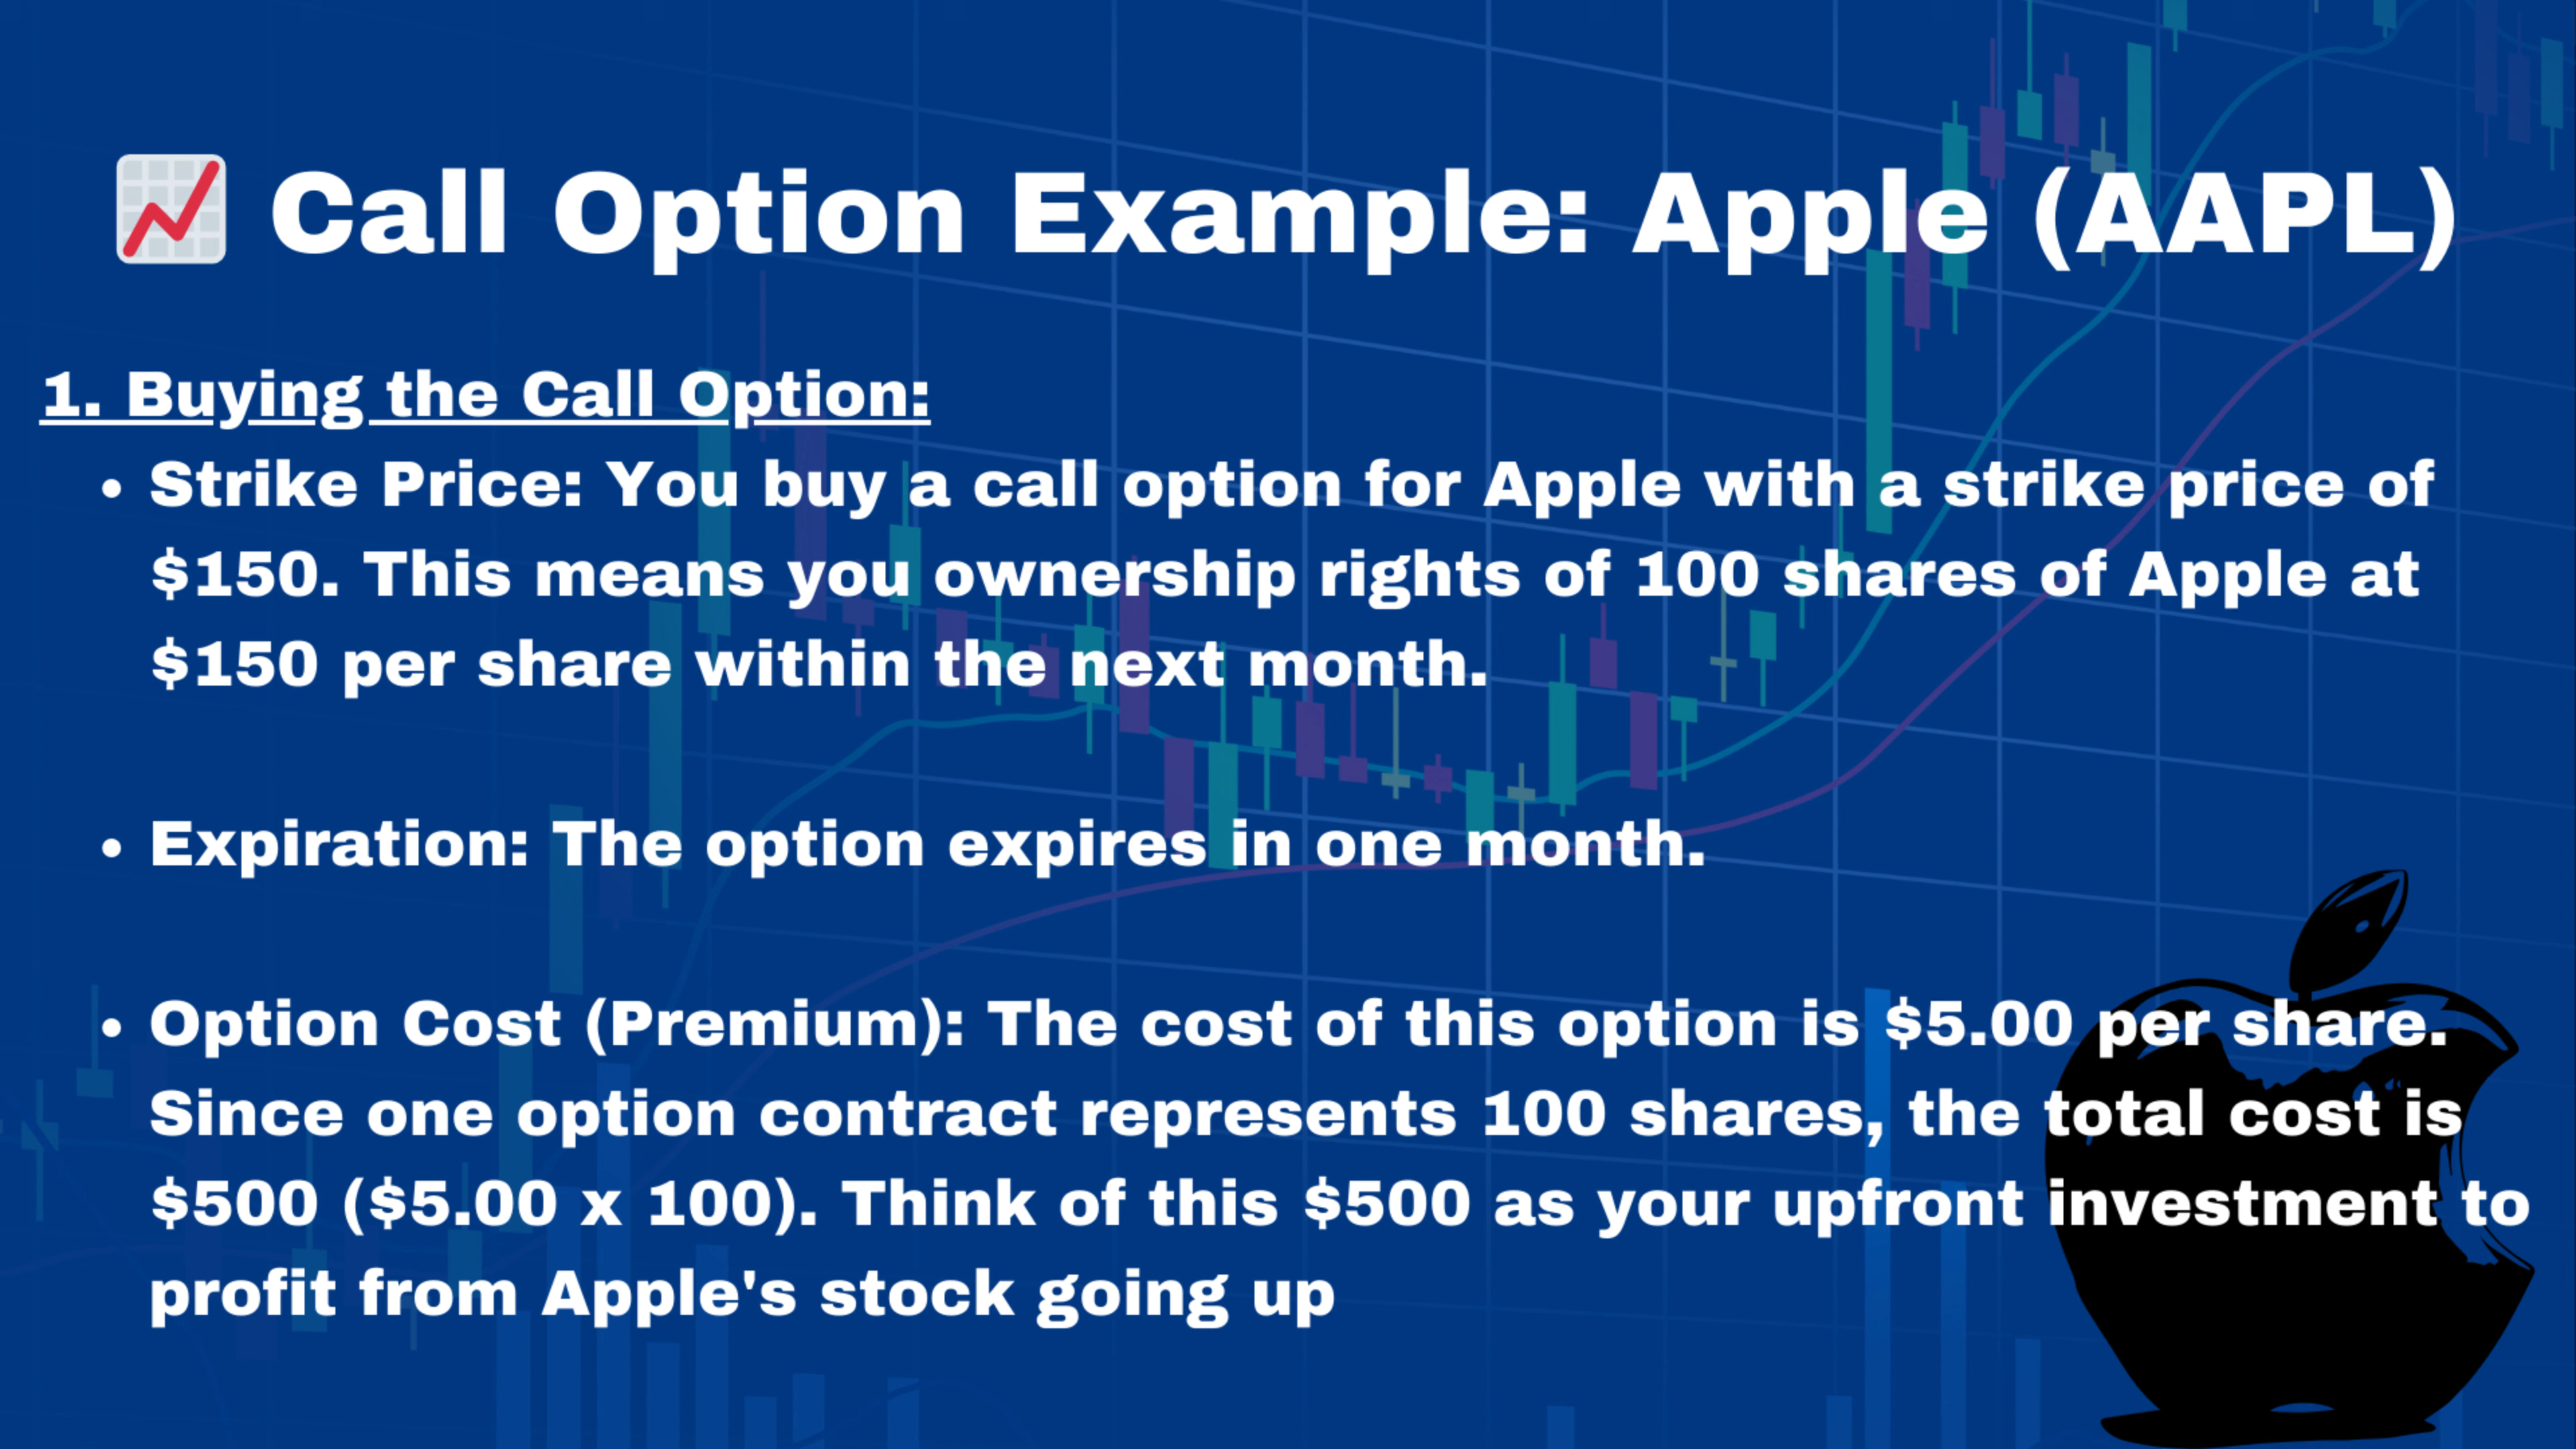 Call Option Example: Apple (AAPL)
1. Buying the Call Option:
• Strike Price: You buy a call option for Apple with a strike price of
$150. This means you ownership rights of 100 shares of Apple at
$150 per share within the next month.
• Expiration: The option expires in one month.
• Option Cost (Premium): The cost of this option is $5.00 per share.
Since one option contract represents 100 shares, the total cost is
$500 ($5.00 x 100). Think of this $500 as your upfront investment to
profit from Apple's stock going up